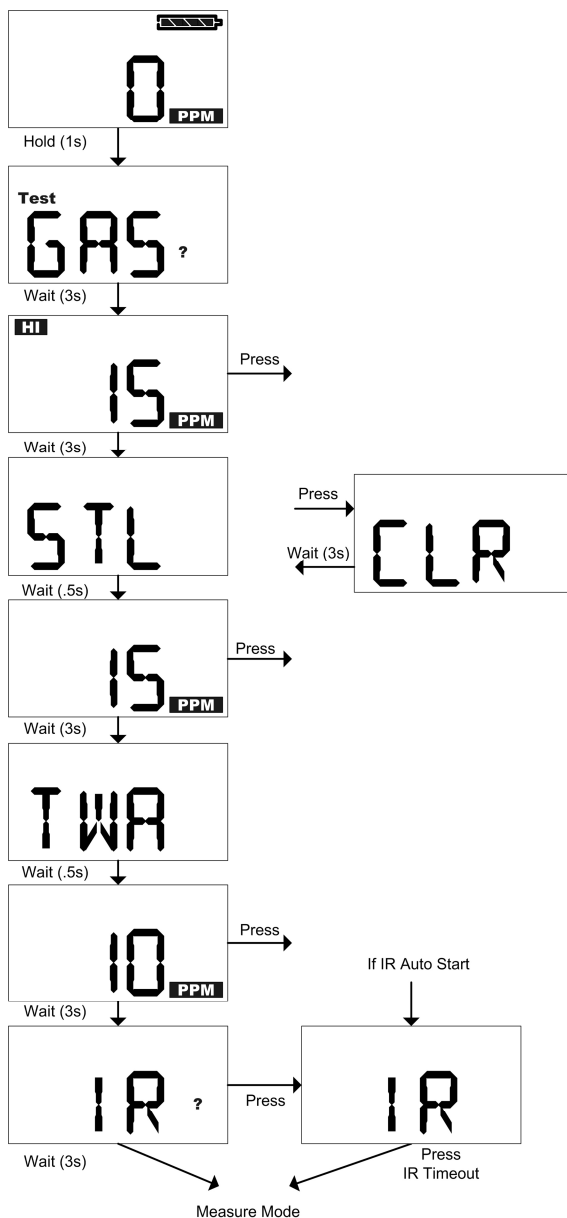 0
PPM
Hold (1s)
Test
GAS ?
Wait (3s)
HI
15
PPM
Press
Wait (3s)
STL
Press
Wait (3s)
CLR
Wait (.5s)
15
PPM
Press
Wait (3s)
TWA
Wait (.5s)
10
PPM
Press
Wait (3s)
If IR Auto Start
IR ?
Press
IR
Wait (3s)
Press
IR Timeout
Measure Mode